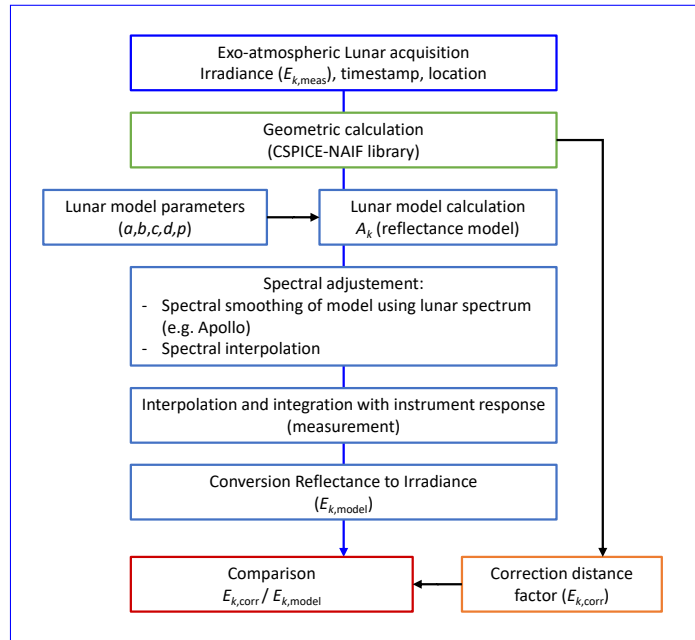 Exo-atmospheric Lunar acquisition
Irradiance (Ek,meas), timestamp, location
Geometric calculation
(CSPICE-NAIF library)
Lunar model parameters
(a,b,c,d,p)
Lunar model calculation
Ak (reflectance model)
Spectral adjustement:
- Spectral smoothing of model using lunar spectrum
(e.g. Apollo)
- Spectral interpolation
Interpolation and integration with instrument response
(measurement)
Conversion Reflectance to Irradiance
(Ek,model)
Comparison
Ek,corr / Ek,model
Correction distance
factor (Ek,corr)